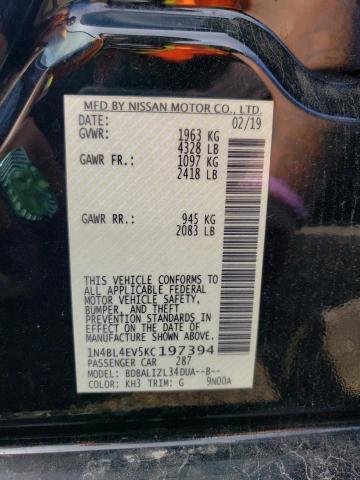 MFD BY NISSAN MOTOR CO., LTD.
DATE: 02/19
GVWR: 1963 KG
4328 LB
GAWR FR.: 1097 KG
2418 LB
GAWR RR.: 945 KG
2083 LB
THIS VEHICLE CONFORMS TO
ALL APPLICABLE FEDERAL
MOTOR VEHICLE SAFETY,
BUMPER, AND THEFT
PREVENTION STANDARDS IN
EFFECT ON THE DATE OF
MANUFACTURE SHOWN ABOVE.
1N4BL4EV5KC197394
PASSENGER CAR 287
MODEL: BDBALIZL34DUA--B--
COLOR: KH3 TRIM: G 9N00A